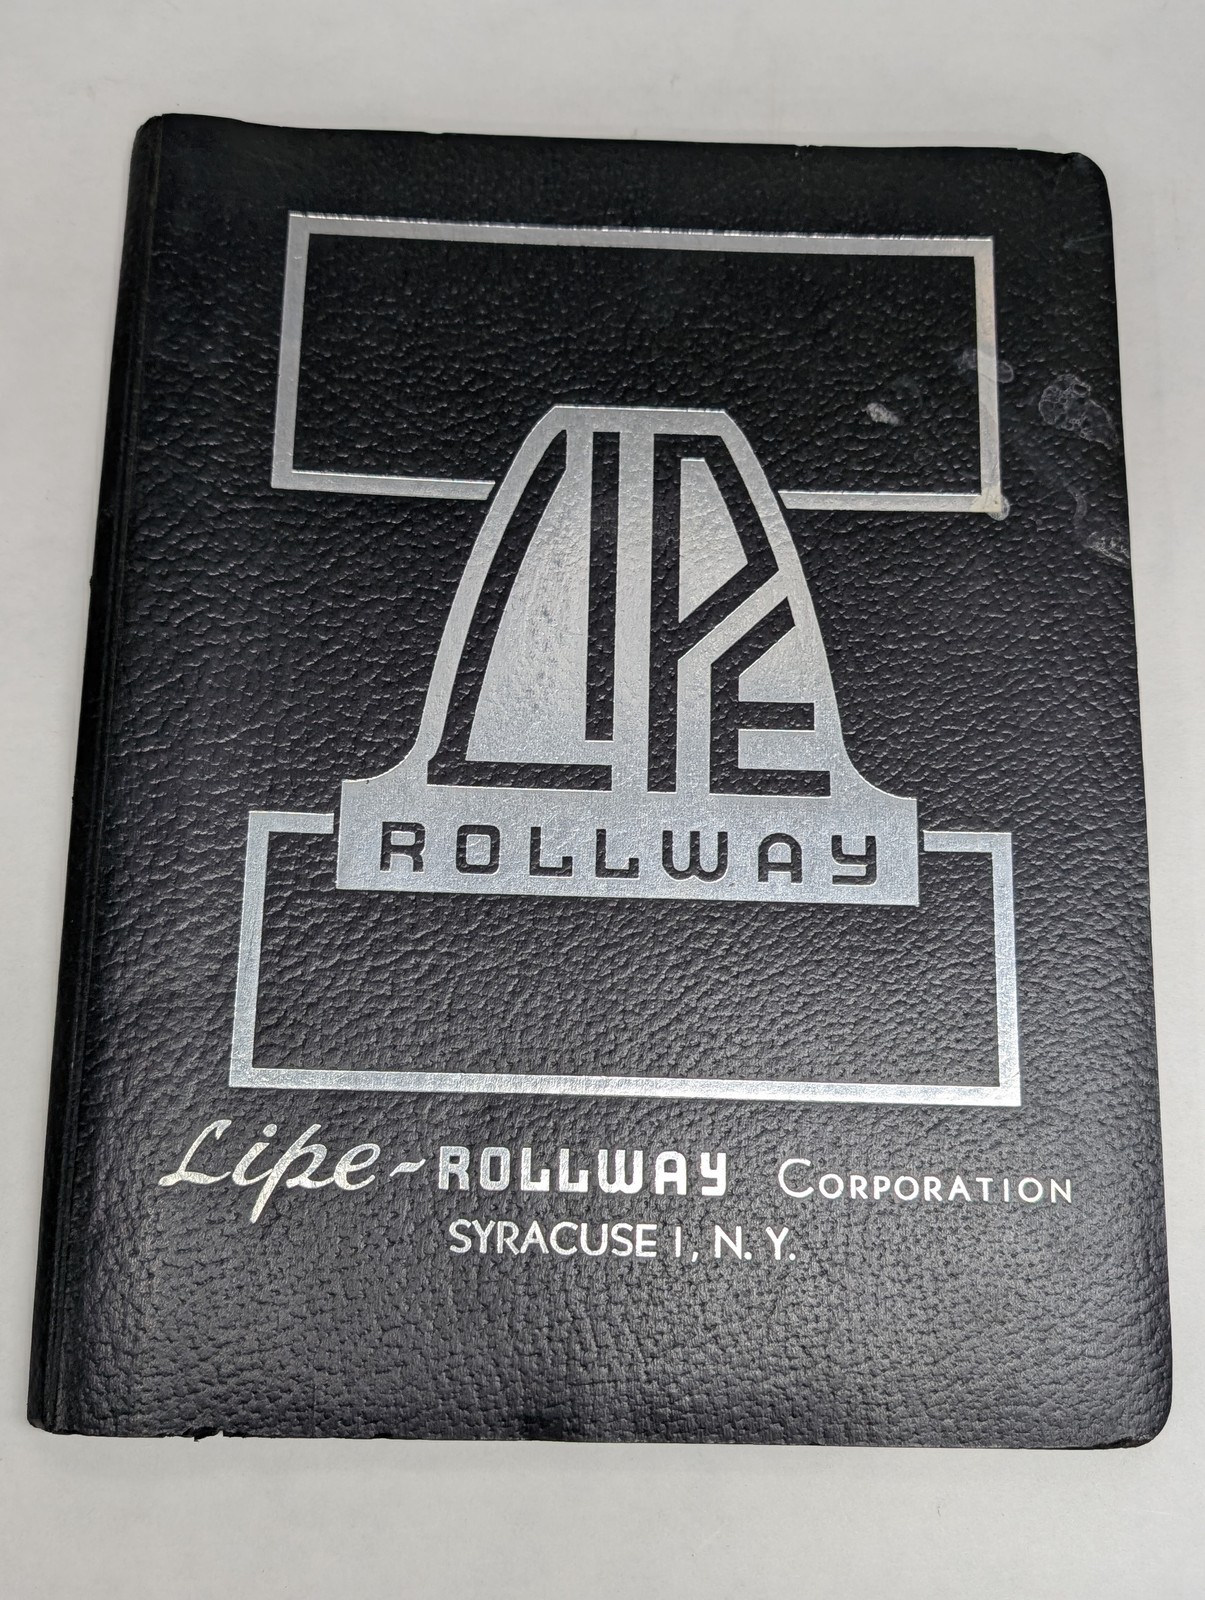 LIPE
ROLLWAY
Lipe-ROLLWAY CORPORATION
SYRACUSE 1, N. Y.